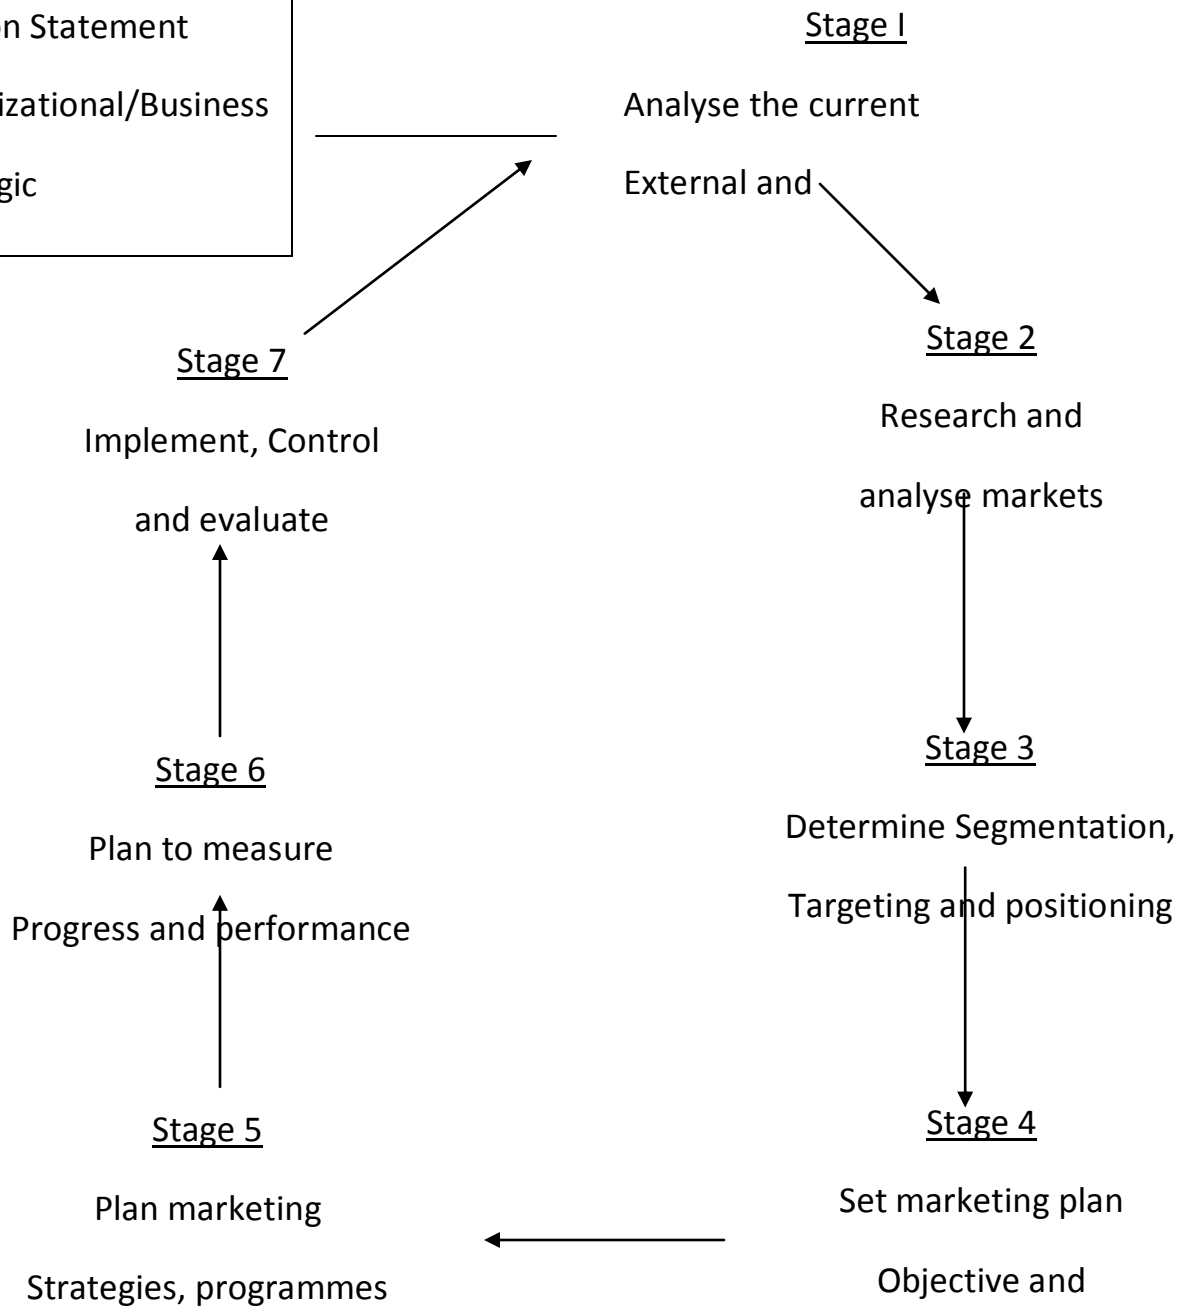 on Statement
izational/Business
gic
Stage I
Analyse the current
External and
Stage 2
Research and
analyse markets
Stage 3
Determine Segmentation,
Targeting and positioning
Stage 4
Set marketing plan
Objective and
Stage 5
Plan marketing
Strategies, programmes
Stage 6
Plan to measure
Progress and performance
Stage 7
Implement, Control
and evaluate